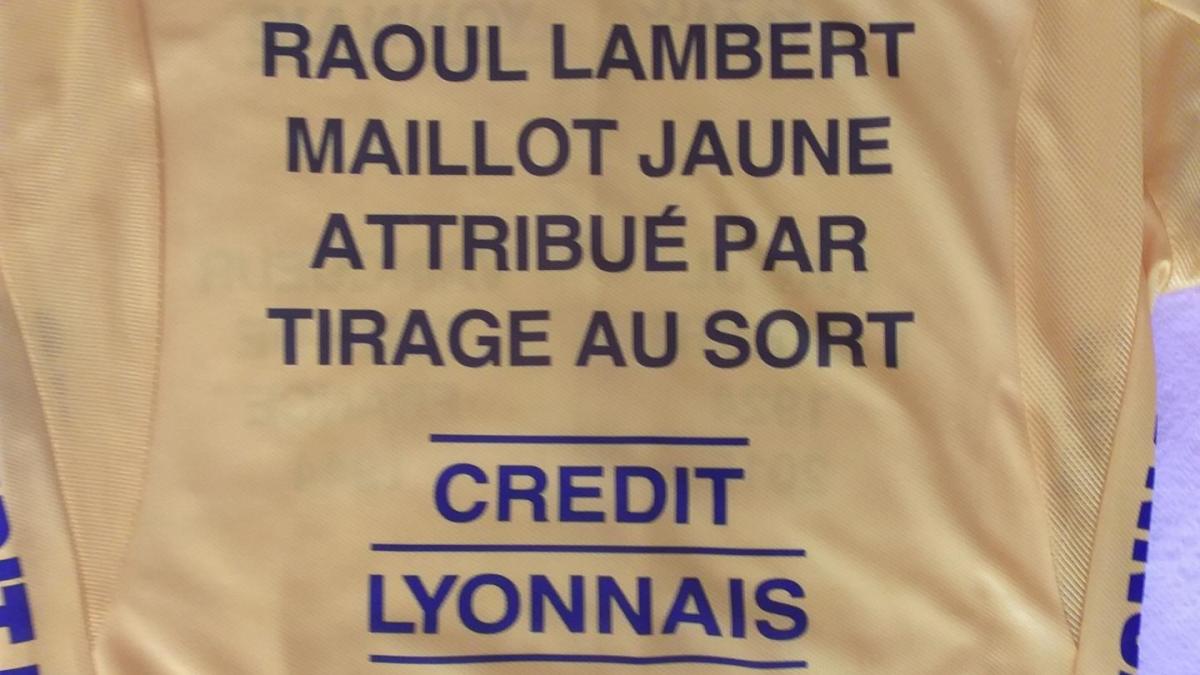 RAOUL LAMBERT
MAILLOT JAUNE
ATTRIBUÉ PAR
TIRAGE AU SORT
CREDIT
LYONNAIS